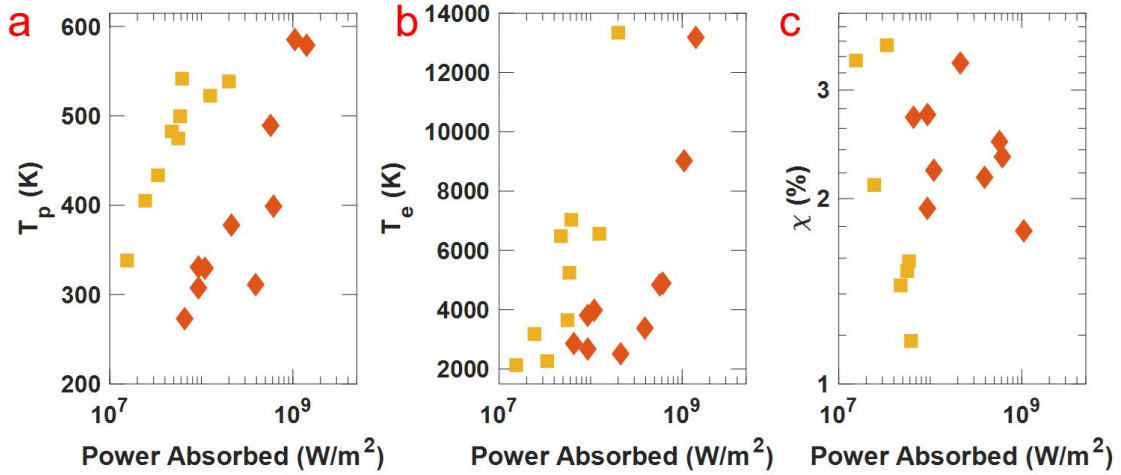 a
600
500
400
300
200
T_p (K)
10^7
10^9
Power Absorbed (W/m^2)
b
14000
12000
10000
8000
6000
4000
2000
T_e (K)
10^7
10^9
Power Absorbed (W/m^2)
c
3
2
1
χ (%)
10^7
10^9
Power Absorbed (W/m^2)